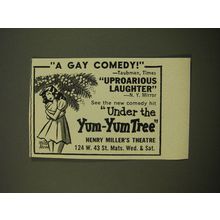 "A GAY COMEDY!"
—Taubman, Times
"UPROARIOUS
LAUGHTER"
—N. Y. Mirror
See the new comedy hit
"Under the
Yum-Yum Tree"
HENRY MILLER'S THEATRE
124 W. 43 St. Mats. Wed. & Sat.